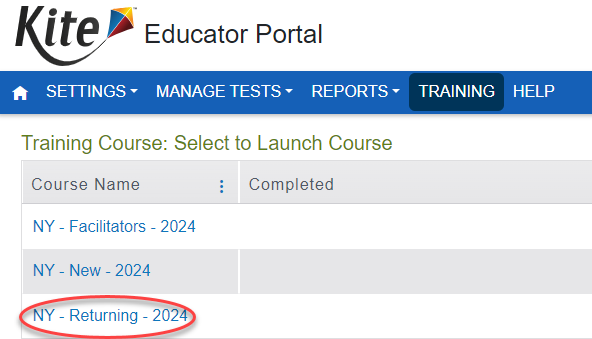 Kite Educator Portal
SETTINGS MANAGE TESTS REPORTS TRAINING HELP
Training Course: Select to Launch Course
Course Name Completed
NY - Facilitators - 2024
NY - New - 2024
NY - Returning - 2024